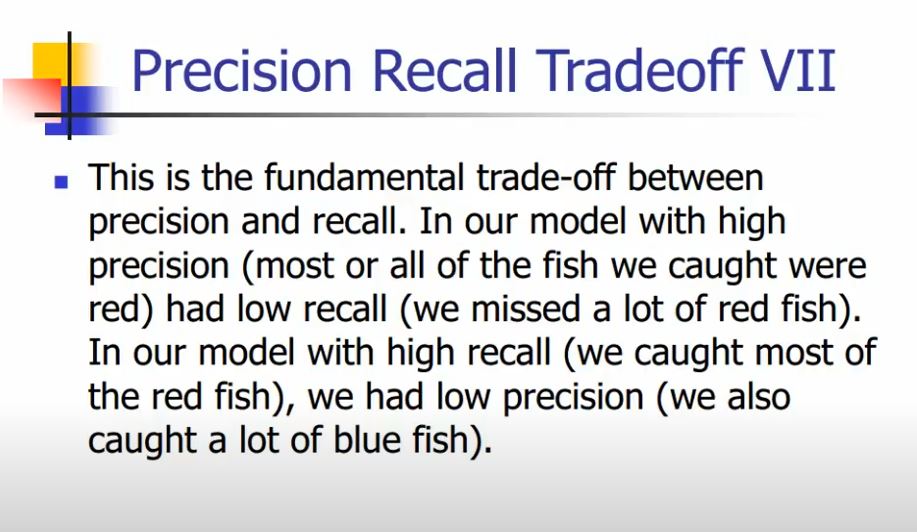 Precision Recall Tradeoff VII
This is the fundamental trade-off between
precision and recall. In our model with high
precision (most or all of the fish we caught were
red) had low recall (we missed a lot of red fish).
In our model with high recall (we caught most of
the red fish), we had low precision (we also
caught a lot of blue fish).